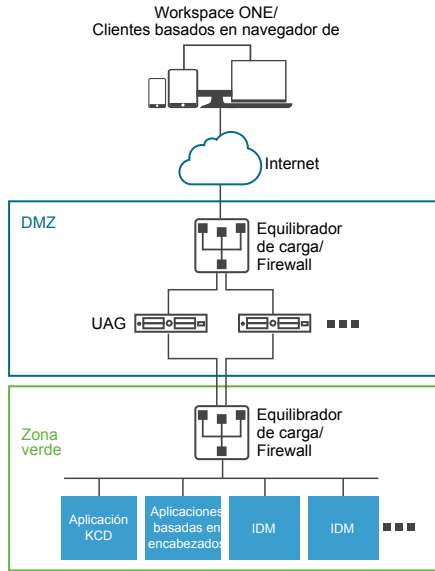 Workspace ONE/
Clientes basados en navegador de
Internet
DMZ
Equilibrador
de carga/
Firewall
UAG
Zona
verde
Equilibrador
de carga/
Firewall
Aplicación
KCD
Aplicaciones
basadas en
encabezados
IDM
IDM